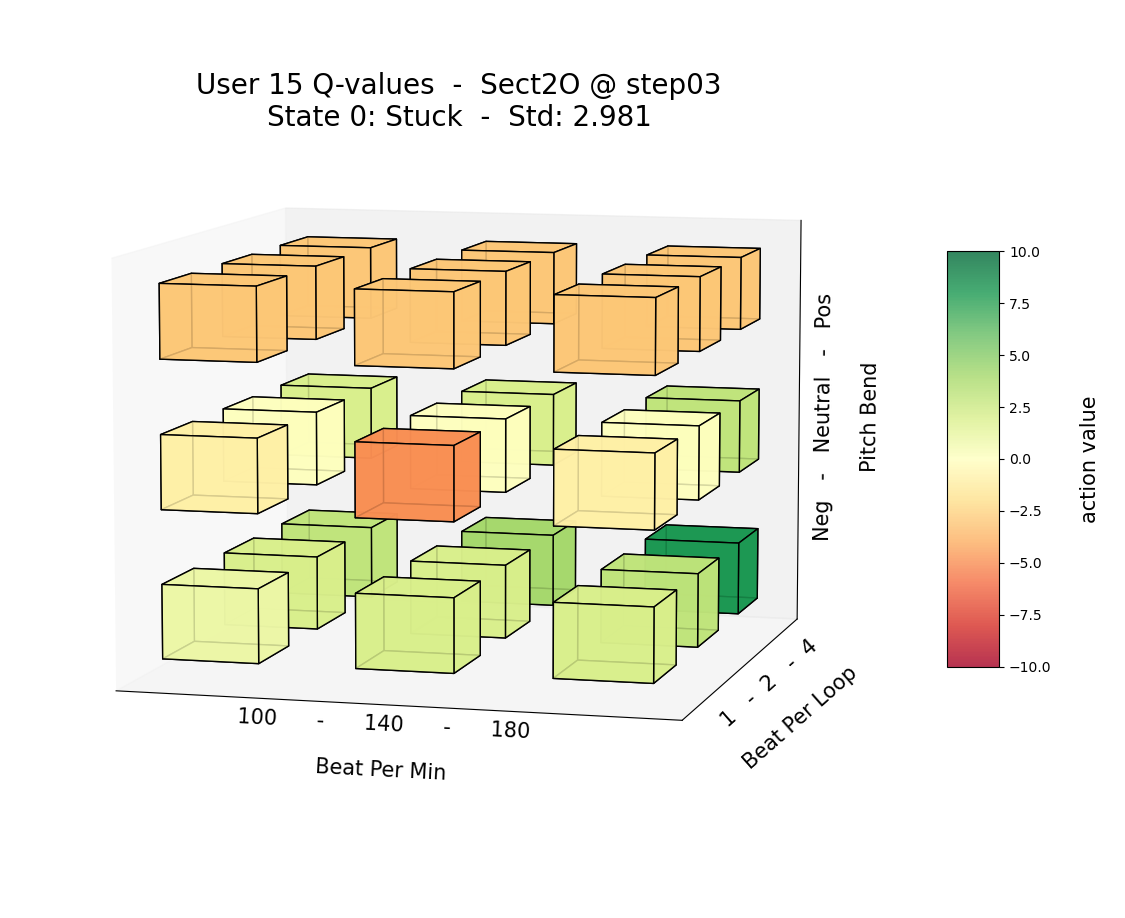 User 15 Q-values - Sect2O @ step03
State 0: Stuck - Std: 2.981
Neg - Neutral - Pos
Pitch Bend
1 - 2 - 4
Beat Per Loop
100 - 140 - 180
Beat Per Min
10.0
7.5
5.0
2.5
0.0
−2.5
−5.0
−7.5
−10.0
action value